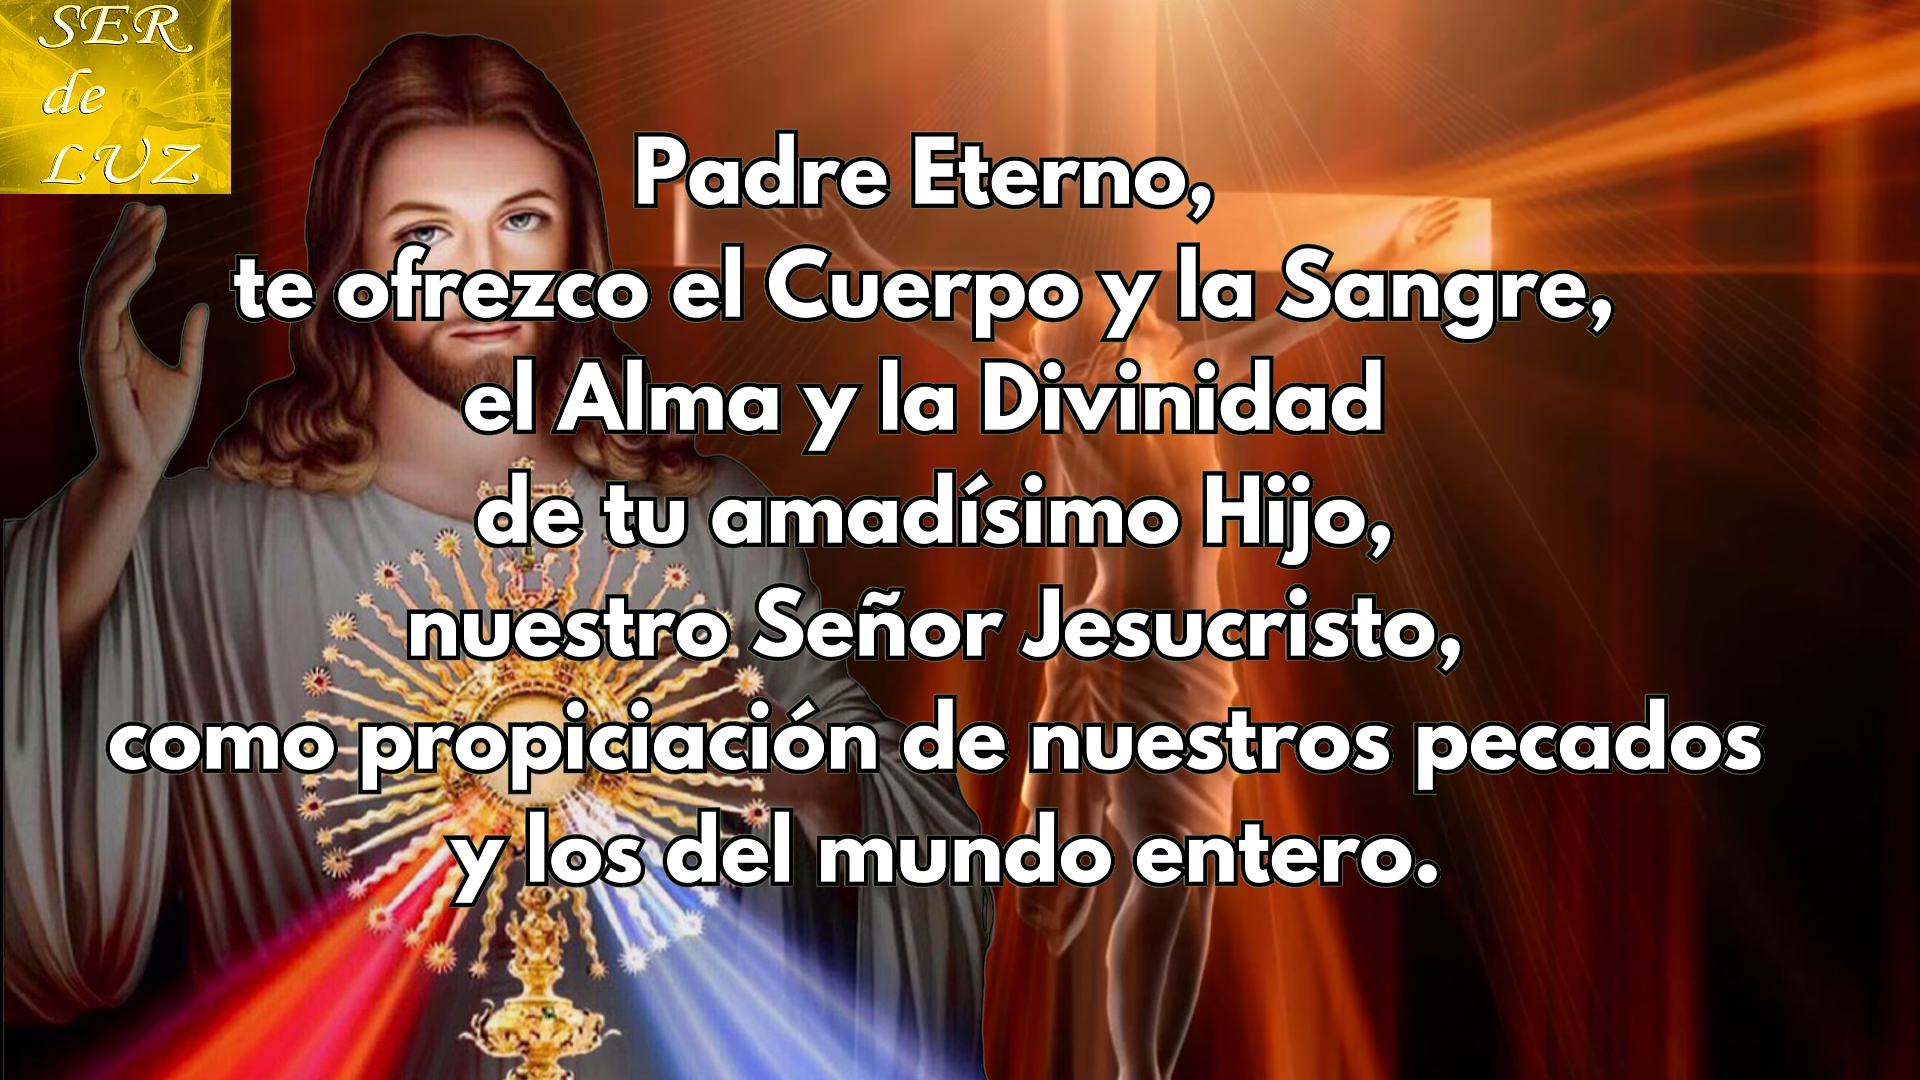 SER
de
LUZ
Padre Eterno,
te ofrezco el Cuerpo y la Sangre,
el Alma y la Divinidad
de tu amadísimo Hijo,
nuestro Señor Jesucristo,
como propiciación de nuestros pecados
y los del mundo entero.